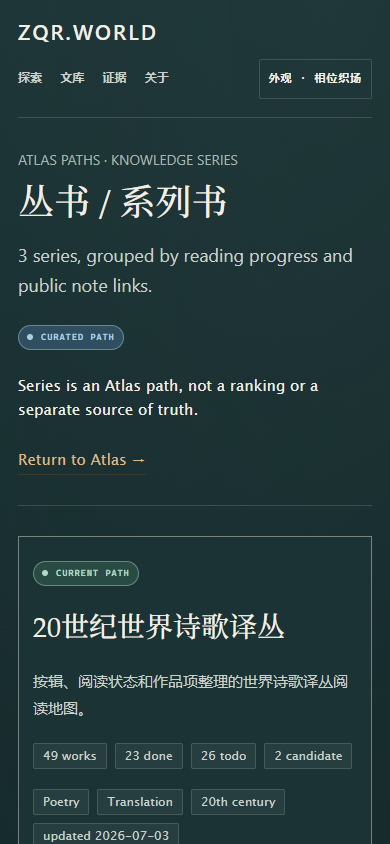 ZQR.WORLD
探索 文库 证据 关于
外观 · 相位织场
ATLAS PATHS · KNOWLEDGE SERIES
丛书 / 系列书
3 series, grouped by reading progress and
public note links.
CURATED PATH
Series is an Atlas path, not a ranking or a
separate source of truth.
Return to Atlas →
CURRENT PATH
20世纪世界诗歌译丛
按辑、阅读状态和作品项整理的世界诗歌译丛阅
读地图。
49 works 23 done 26 todo 2 candidate
Poetry Translation 20th century
updated 2026-07-03